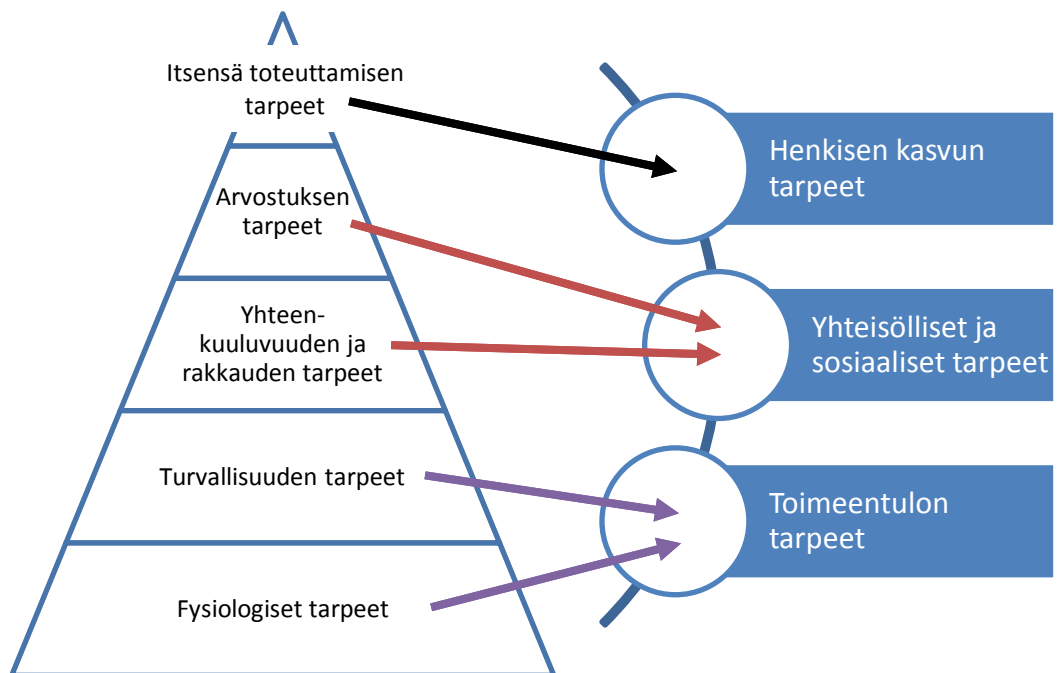 Itsensä toteuttamisen
tarpeet
Arvostuksen
tarpeet
Yhteen-
kuuluvuuden ja
rakkauden tarpeet
Turvallisuuden tarpeet
Fysiologiset tarpeet
Henkisen kasvun
tarpeet
Yhteisölliset ja
sosiaaliset tarpeet
Toimeentulon
tarpeet